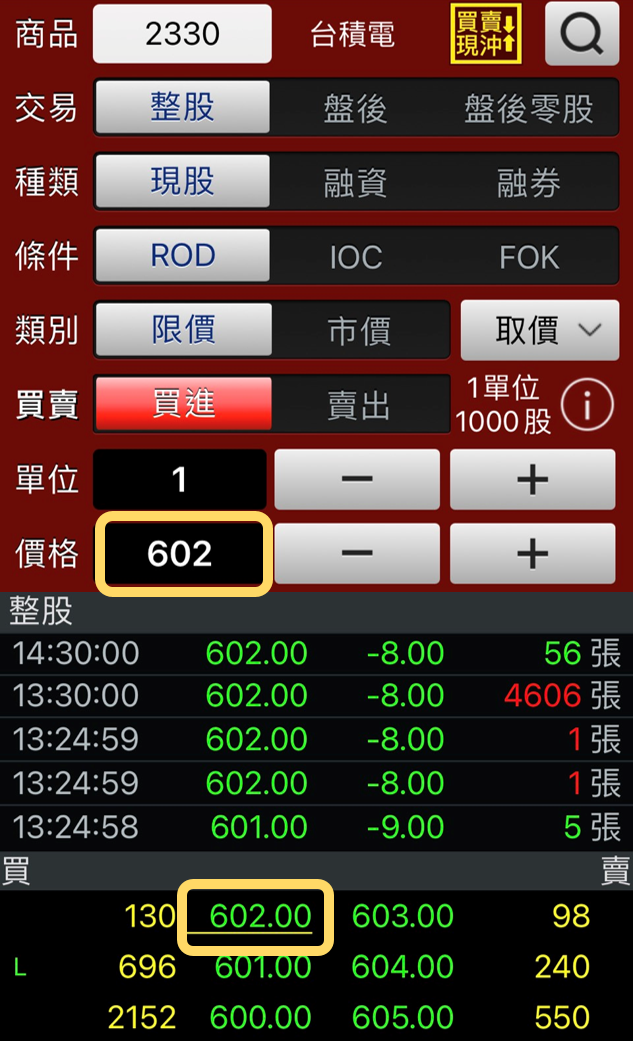 商品 2330 台積電 買賣現沖
交易 整股 盤後 盤後零股
種類 現股 融資 融券
條件 ROD IOC FOK
類別 限價 市價 取價
買賣 買進 賣出 1單位 1000股 i
單位 1 − +
價格 602 − +
整股
14:30:00 602.00 -8.00 56 張
13:30:00 602.00 -8.00 4606 張
13:24:59 602.00 -8.00 1 張
13:24:59 602.00 -8.00 1 張
13:24:58 601.00 -9.00 5 張
買 賣
130 602.00 603.00 98
L 696 601.00 604.00 240
2152 600.00 605.00 550